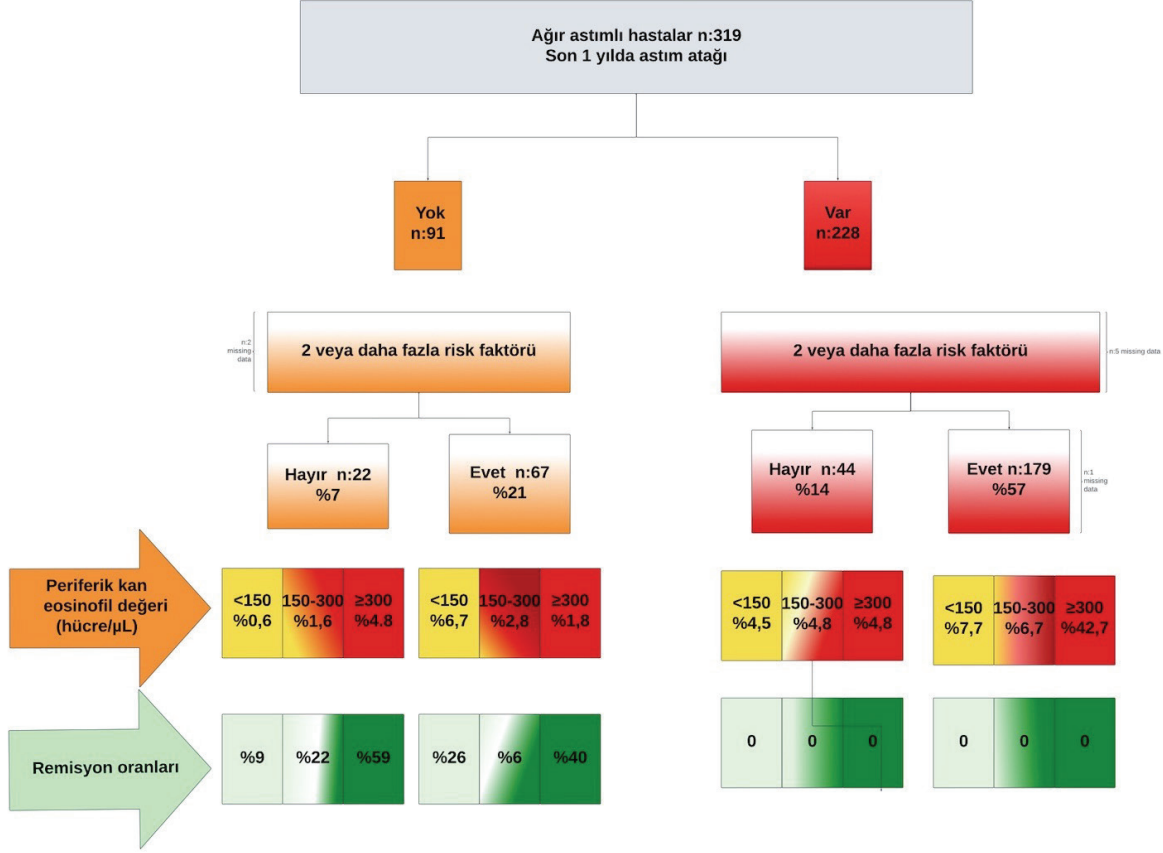 Ağır astımlı hastalar n:319
Son 1 yılda astım atağı
Yok
n:91
Var
n:228
n:2
missing
data
2 veya daha fazla risk faktörü
2 veya daha fazla risk faktörü
n:5 missing data
Hayır n:22
%7
Evet n:67
%21
Hayır n:44
%14
Evet n:179
%57
n:1
missing
data
Periferik kan
eosinofil değeri
(hücre/µL)
<150 150-300 ≥300
%0,6 %1,6 %4.8
<150 150-300 ≥300
%6,7 %2,8 %1,8
<150 150-300 ≥300
%4,5 %4,8 %4,8
<150 150-300 ≥300
%7,7 %6,7 %42,7
Remisyon oranları
%9 %22 %59
%26 %6 %40
0 0 0
0 0 0